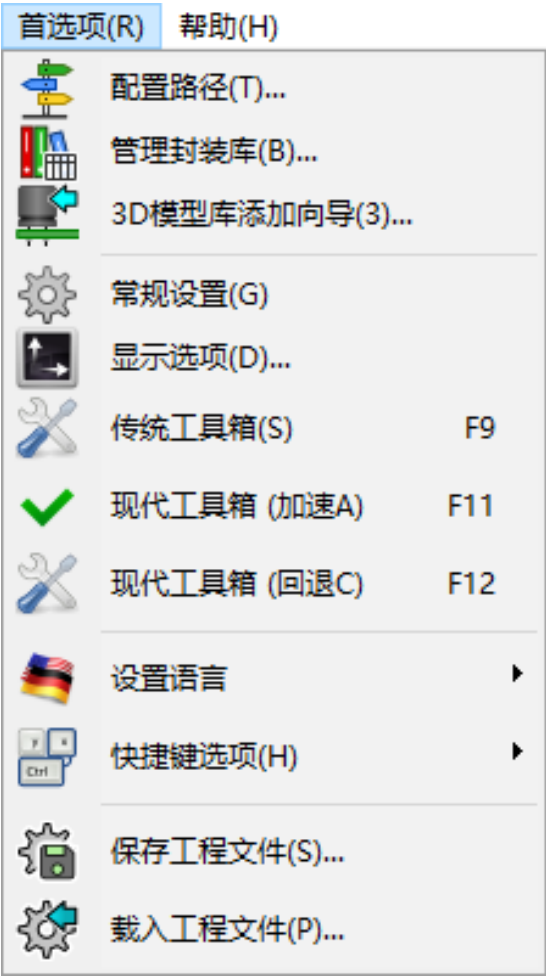 首选项(R) 帮助(H)
配置路径(T)...
管理封装库(B)...
3D模型库添加向导(3)...
常规设置(G)
显示选项(D)...
传统工具箱(S) F9
现代工具箱 (加速A) F11
现代工具箱 (回退C) F12
设置语言
y x
Ctrl
快捷键选项(H)
保存工程文件(S)...
载入工程文件(P)...